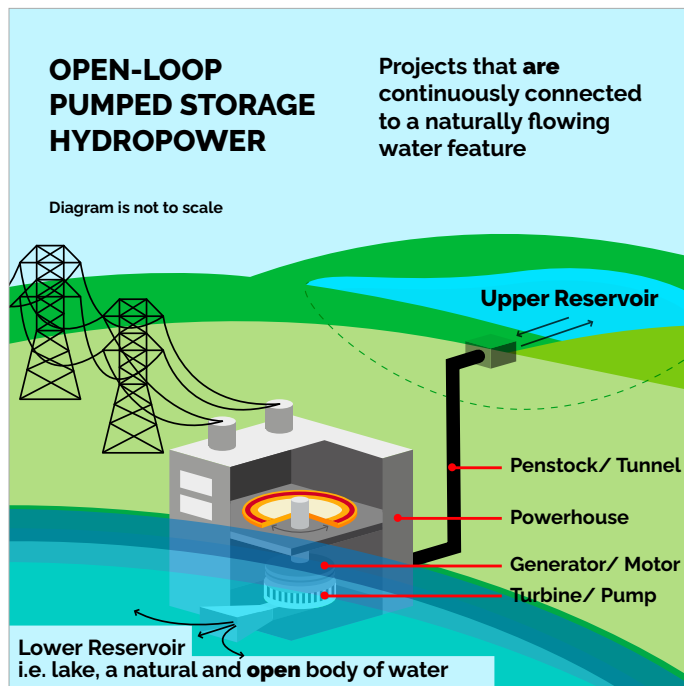 OPEN-LOOP
PUMPED STORAGE
HYDROPOWER
Projects that are
continuously connected
to a naturally flowing
water feature
Diagram is not to scale
Upper Reservoir
Penstock/ Tunnel
Powerhouse
Generator/ Motor
Turbine/ Pump
Lower Reservoir
i.e. lake, a natural and open body of water